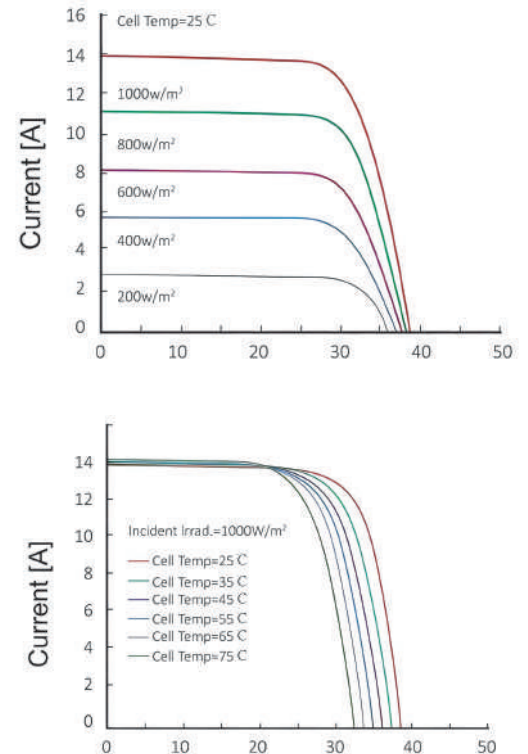 16
Cell Temp=25 C
14
12
1000w/m²
10
800w/m²
8
600w/m²
6
400w/m²
4
200w/m²
2
0
0 10 20 30 40 50
Current [A]
14
12
Incident Irrad.=1000W/m²
10
Cell Temp=25 C
8
Cell Temp=35 C
Cell Temp=45 C
6
Cell Temp=55 C
Cell Temp=65 C
4
Cell Temp=75 C
2
0
0 10 20 30 40 50
Current [A]